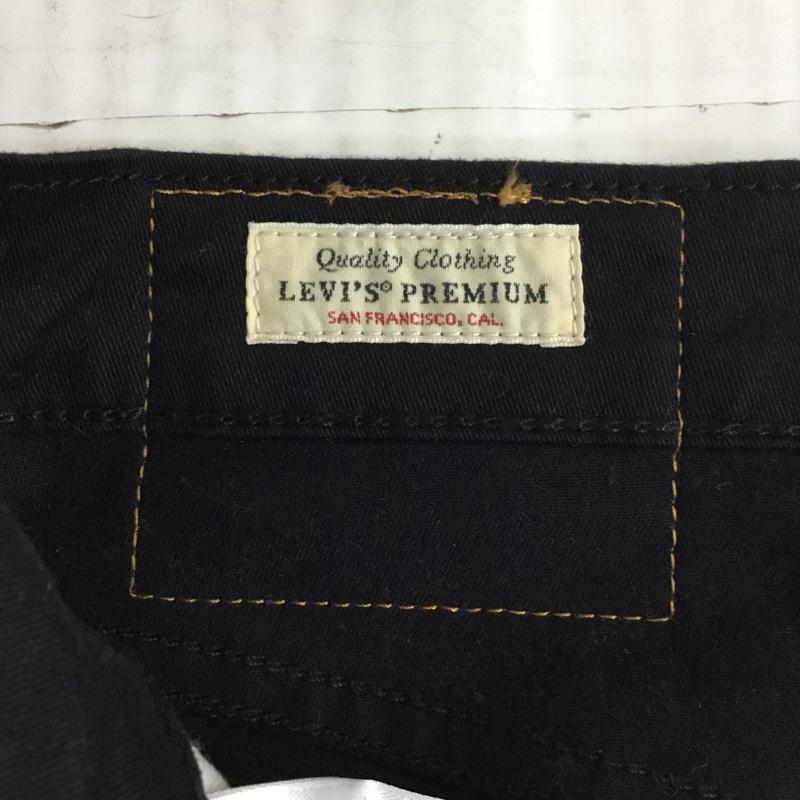 Quality Clothing
LEVI'S® PREMIUM
SAN FRANCISCO, CAL.